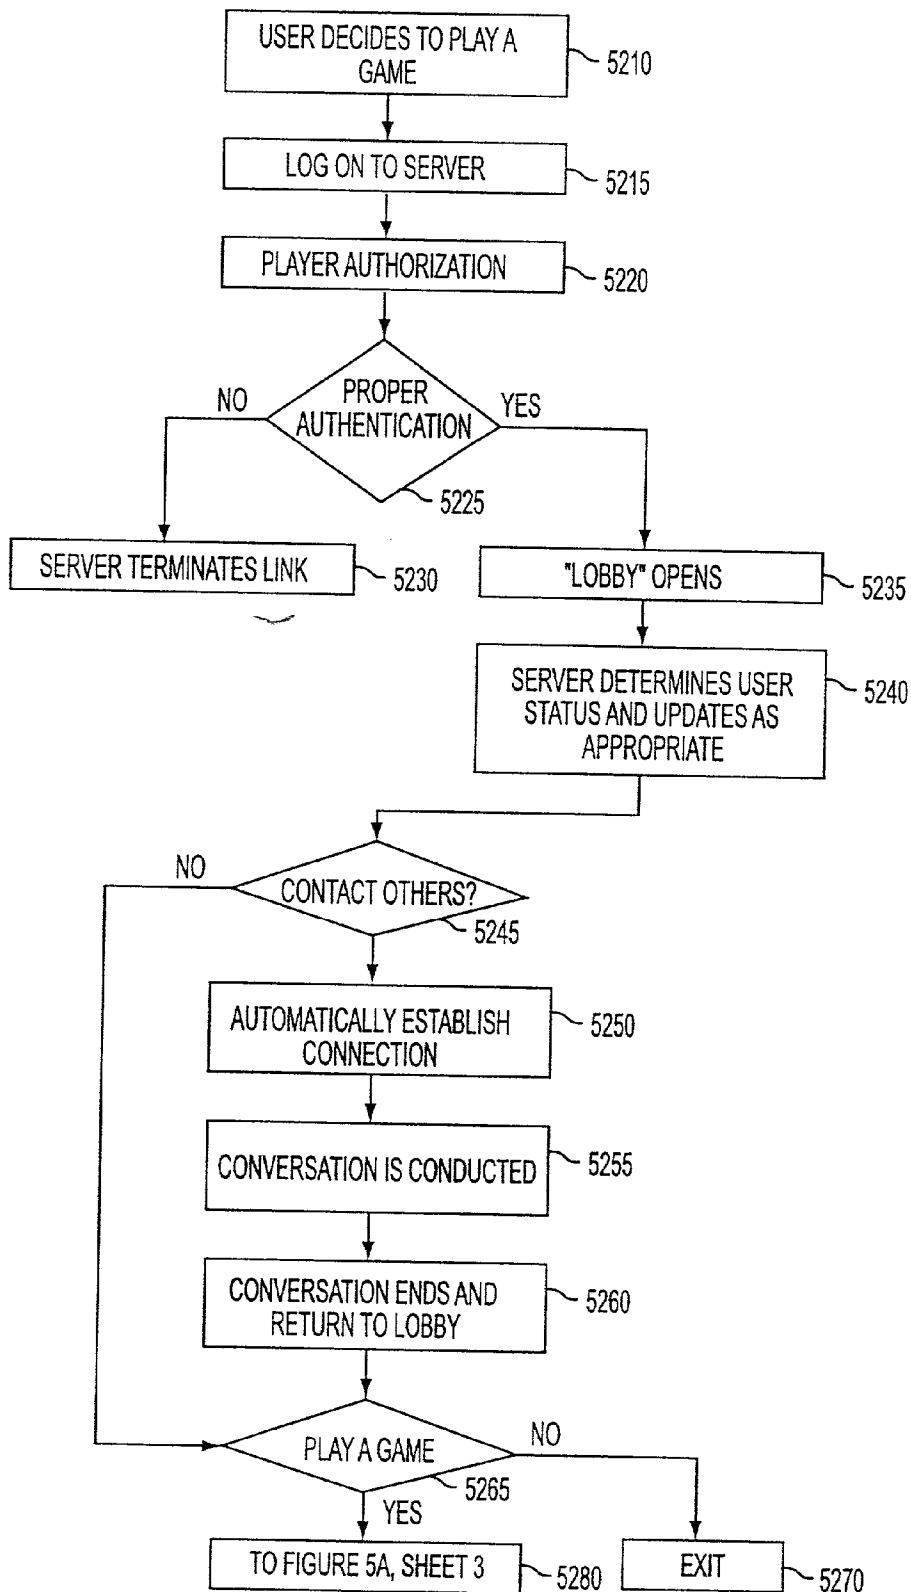 USER DECIDES TO PLAY A
GAME
5210
LOG ON TO SERVER
5215
PLAYER AUTHORIZATION
5220
NO
PROPER
AUTHENTICATION
YES
5225
SERVER TERMINATES LINK
5230
"LOBBY" OPENS
5235
SERVER DETERMINES USER
STATUS AND UPDATES AS
APPROPRIATE
5240
NO
CONTACT OTHERS?
5245
AUTOMATICALLY ESTABLISH
CONNECTION
5250
CONVERSATION IS CONDUCTED
5255
CONVERSATION ENDS AND
RETURN TO LOBBY
5260
PLAY A GAME
NO
5265
YES
TO FIGURE 5A, SHEET 3
5280
EXIT
5270